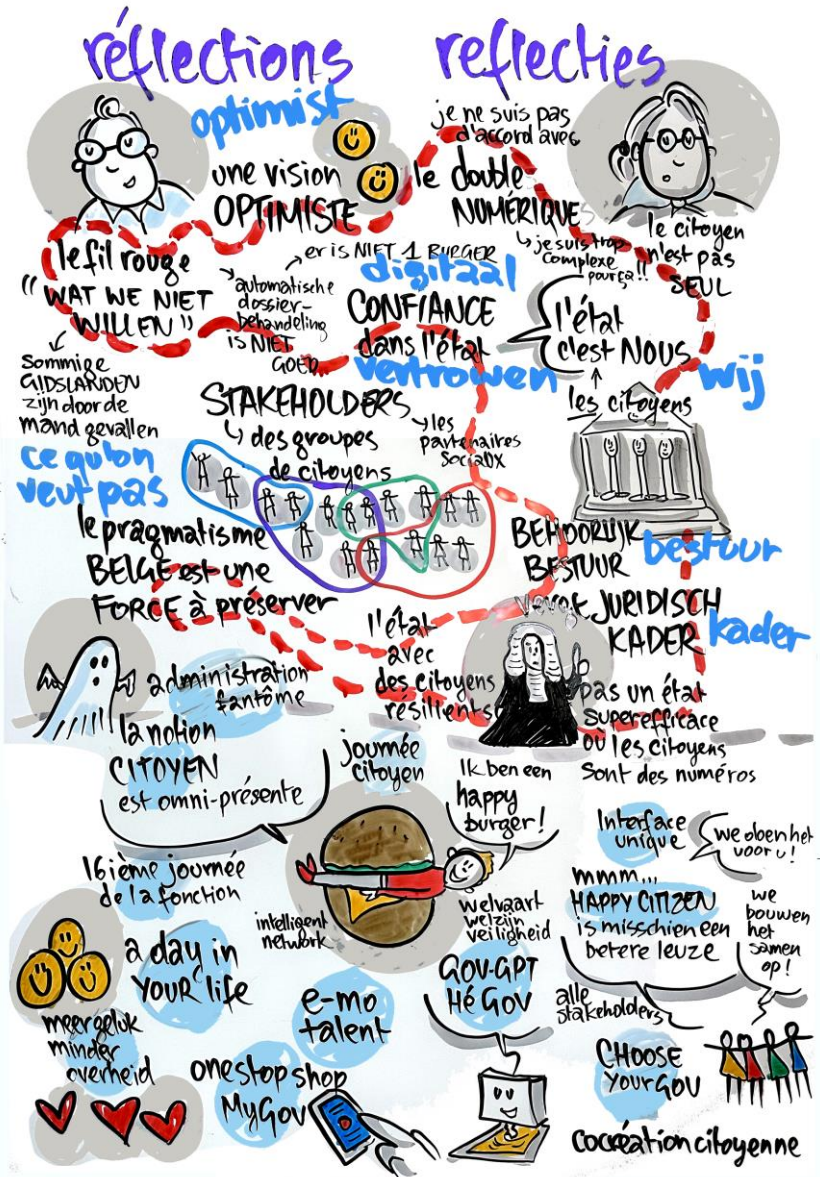 réflections
reflecties
optimist
une vision
OPTIMISTE
je ne suis pas
d'accord avec
le double
NUMÉRIQUE
je suis trop
complexe
pour ça!!
le citoyen
n'est pas
SEUL
le fil rouge
"WAT WE NIET
WILLEN"
sommige
GIDSLANDEN
zijn door de
mand gevallen
automatische
dossier-
behandeling
is NIET
GOED..
er is NIET 1 BURGER
digitaal
CONFIANCE
dans l'état
vertrouwen
l'état
c'est NOUS
les citoyens
wij
STAKEHOLDERS
des groupes
de citoyens
les
partenaires
sociaux
ce qu'on
veut pas
le pragmatisme
BELGE est une
FORCE à préserver
BEHOORLIJK
BESTUUR
bestuur
JURIDISCH
KADER
kader
l'état
avec
des citoyens
résilients
pas un état
superefficace
où les citoyens
sont des numéros
administration
fantôme
la notion
CITOYEN
est omni-présente
journée
citoyen
Ik ben een
happy
burger!
Interface
unique
we doen het
voor u!
16ième journée
de la fonction
intelligent
network
welvaart
welzijn
veiligheid
mmm...
HAPPY CITIZEN
is misschien een
betere leuze
we
bouwen
het
samen
op!
a day in
YOUR life
e-mo
talent
GOV-GPT
Hé GOV
alle
stakeholders
meer geluk
minder
overheid
one stop shop
MyGov
CHOOSE
YourGov
cocréation citoyenne